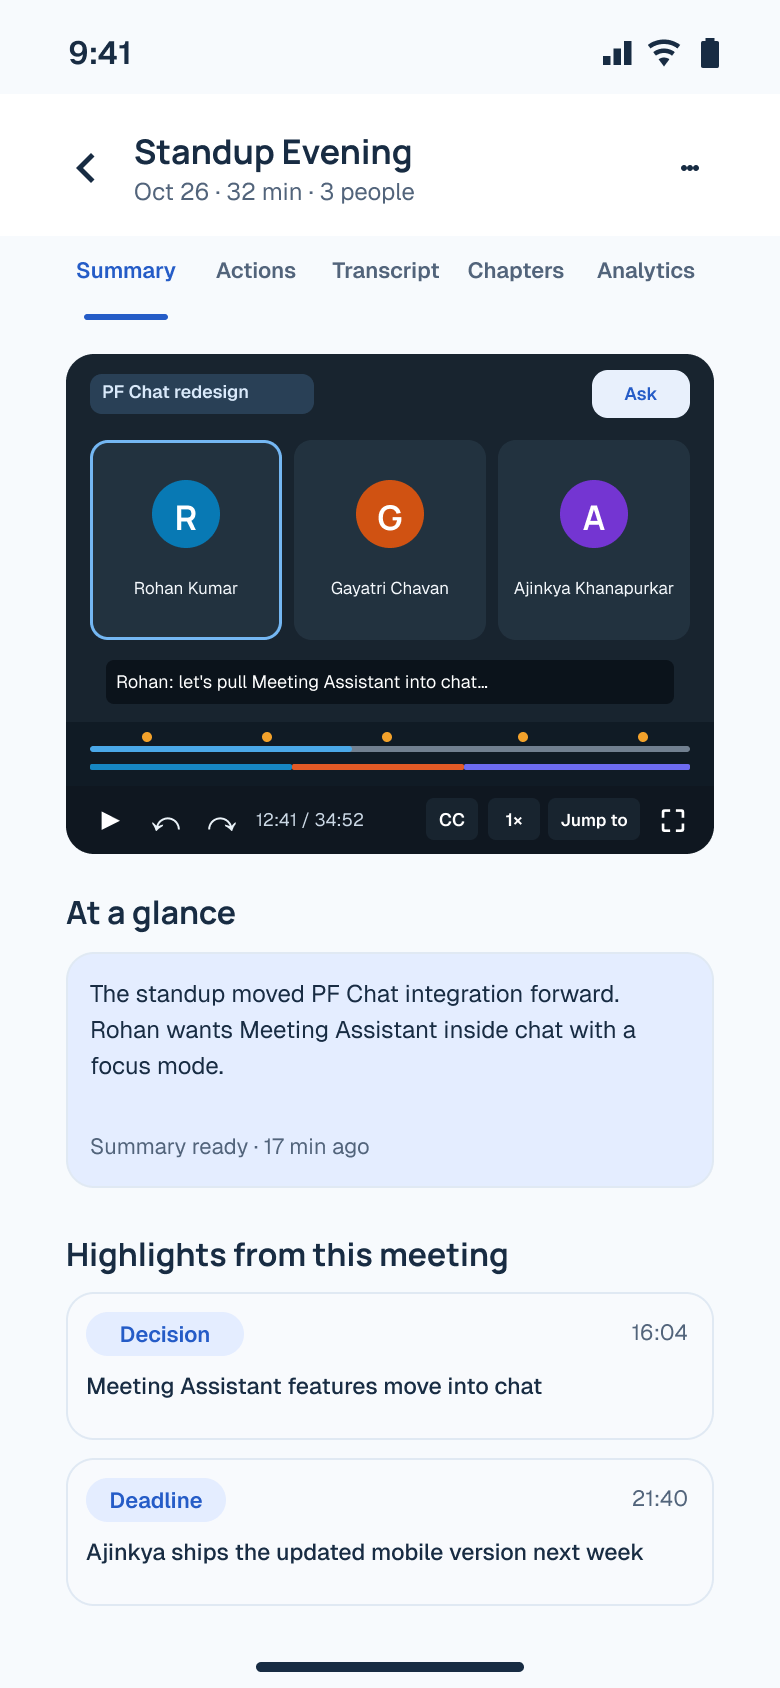 9:41
Standup Evening
Oct 26 · 32 min · 3 people
Summary Actions Transcript Chapters Analytics
PF Chat redesign
Ask
R G A
Rohan Kumar Gayatri Chavan Ajinkya Khanapurkar
Rohan: let's pull Meeting Assistant into chat...
12:41 / 34:52 CC 1× Jump to
At a glance
The standup moved PF Chat integration forward.
Rohan wants Meeting Assistant inside chat with a
focus mode.
Summary ready · 17 min ago
Highlights from this meeting
Decision 16:04
Meeting Assistant features move into chat
Deadline 21:40
Ajinkya ships the updated mobile version next week